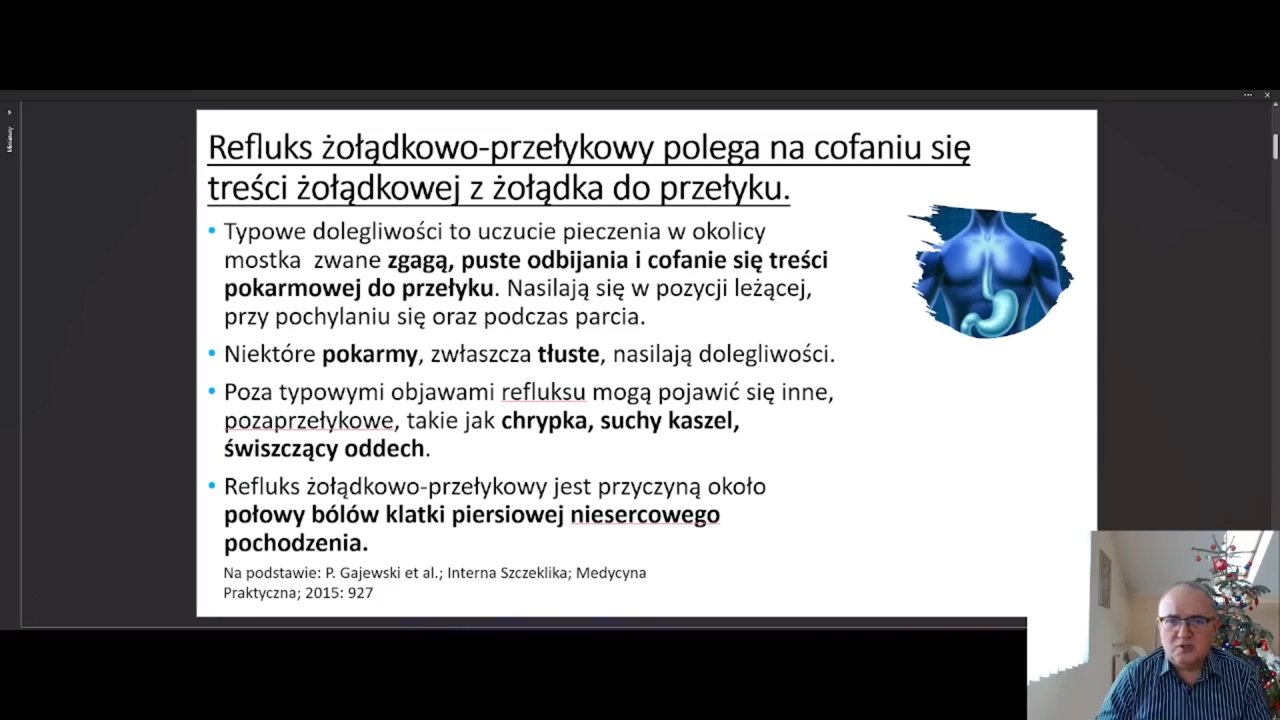 Miniatury
Refluks żołądkowo-przełykowy polega na cofaniu się
treści żołądkowej z żołądka do przełyku.
• Typowe dolegliwości to uczucie pieczenia w okolicy
mostka zwane zgagą, puste odbijania i cofanie się treści
pokarmowej do przełyku. Nasilają się w pozycji leżącej,
przy pochylaniu się oraz podczas parcia.
• Niektóre pokarmy, zwłaszcza tłuste, nasilają dolegliwości.
• Poza typowymi objawami refluksu mogą pojawić się inne,
pozaprzełykowe, takie jak chrypka, suchy kaszel,
świszczący oddech.
• Refluks żołądkowo-przełykowy jest przyczyną około
połowy bólów klatki piersiowej niesercowego
pochodzenia.
Na podstawie: P. Gajewski et al.; Interna Szczeklika; Medycyna
Praktyczna; 2015: 927